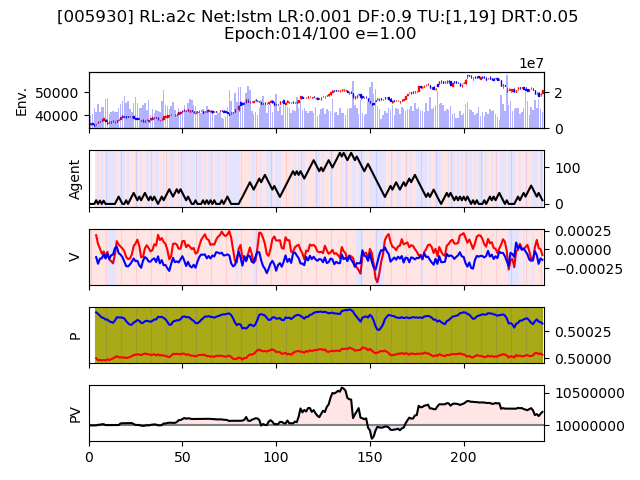 [005930] RL:a2c Net:lstm LR:0.001 DF:0.9 TU:[1,19] DRT:0.05
Epoch:014/100 e=1.00
1e7
Env.
50000
40000
2
0
Agent
100
0
V
0.00025
0.00000
−0.00025
P
0.50025
0.50000
PV
10500000
10000000
0 50 100 150 200